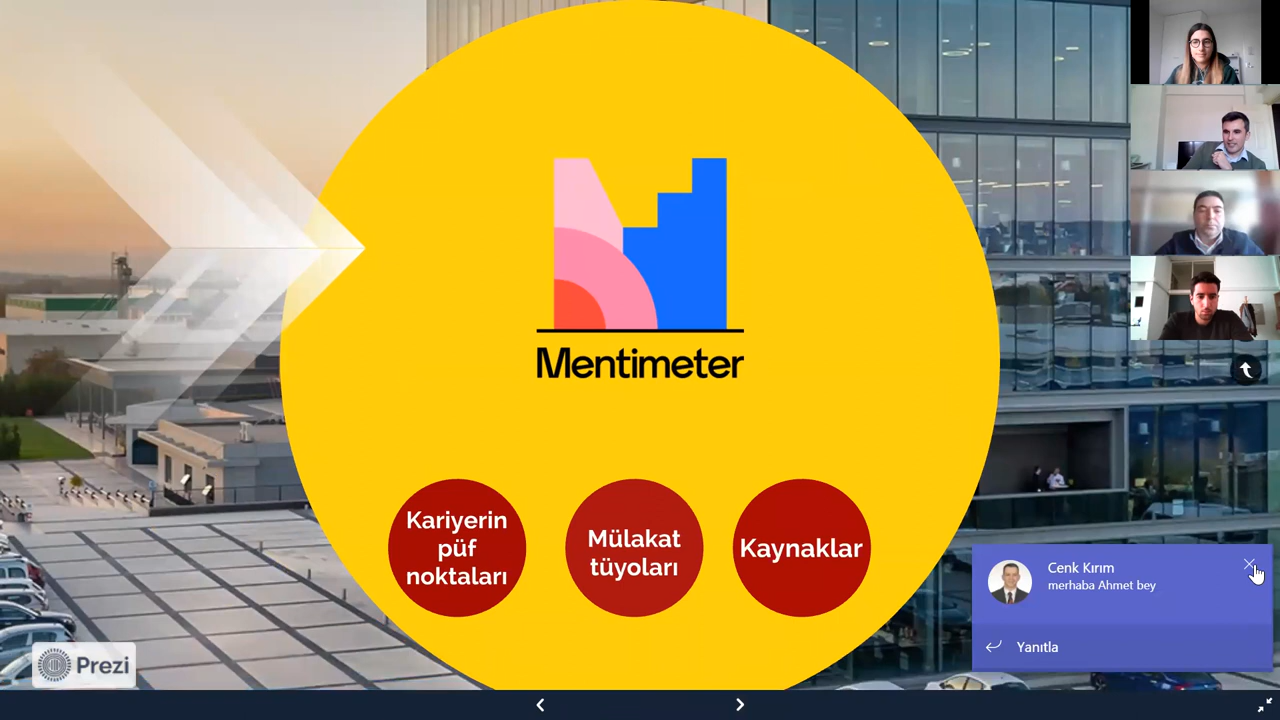 Mentimeter
Kariyerin
püf
noktaları
Mülakat
tüyoları
Kaynaklar
Cenk Kırım
merhaba Ahmet bey
Yanıtla
Prezi